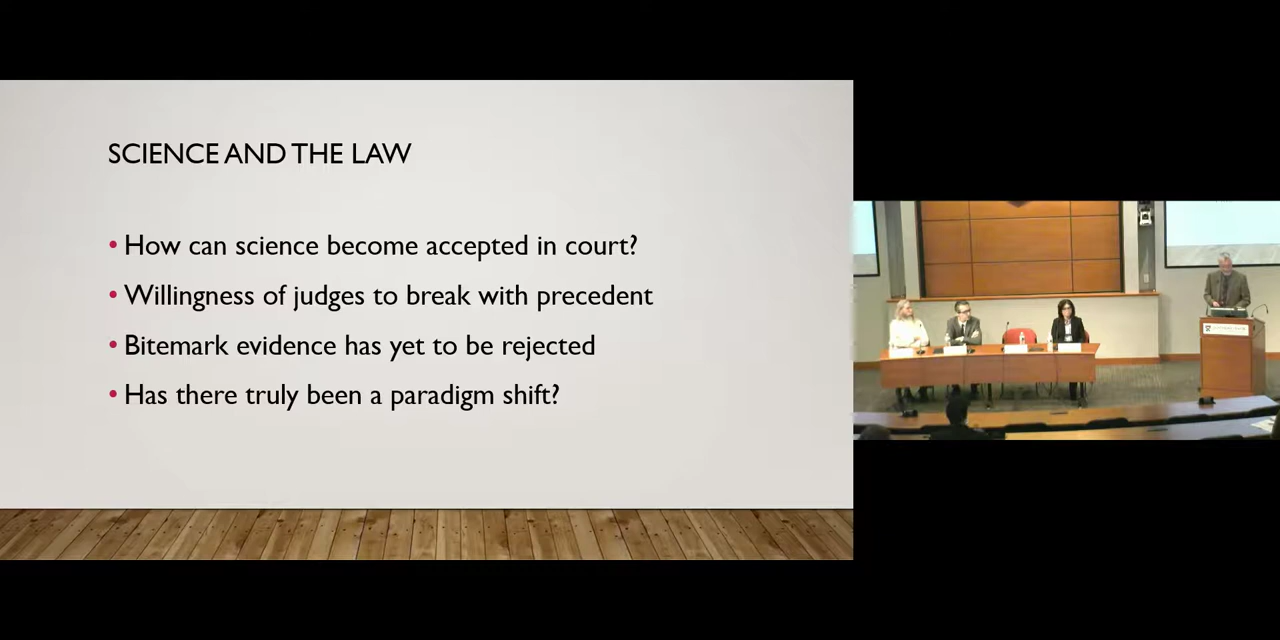 SCIENCE AND THE LAW
• How can science become accepted in court?
• Willingness of judges to break with precedent
• Bitemark evidence has yet to be rejected
• Has there truly been a paradigm shift?